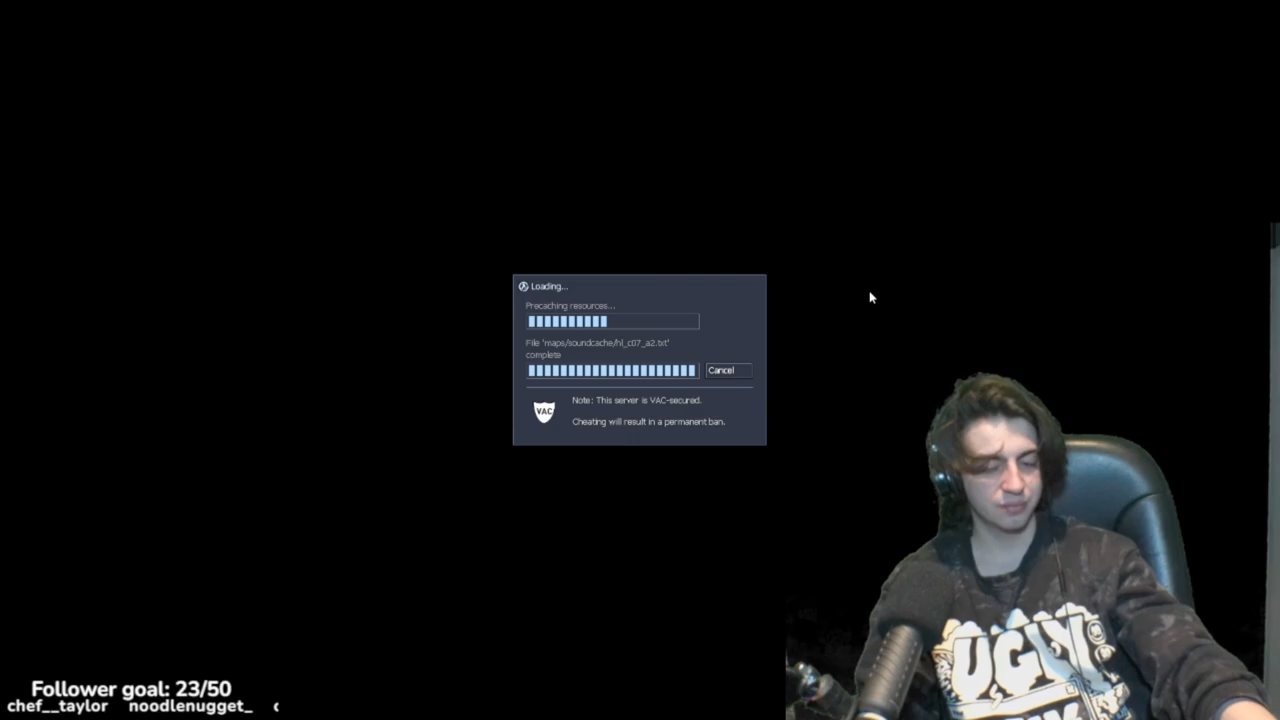 Loading...
Precaching resources...
File 'maps/soundcache/hl_c07_a2.txt'
complete
Cancel
Note: This server is VAC-secured.
VAC
Cheating will result in a permanent ban.
UGLY
Follower goal: 23/50
chef__taylor noodlenugget_